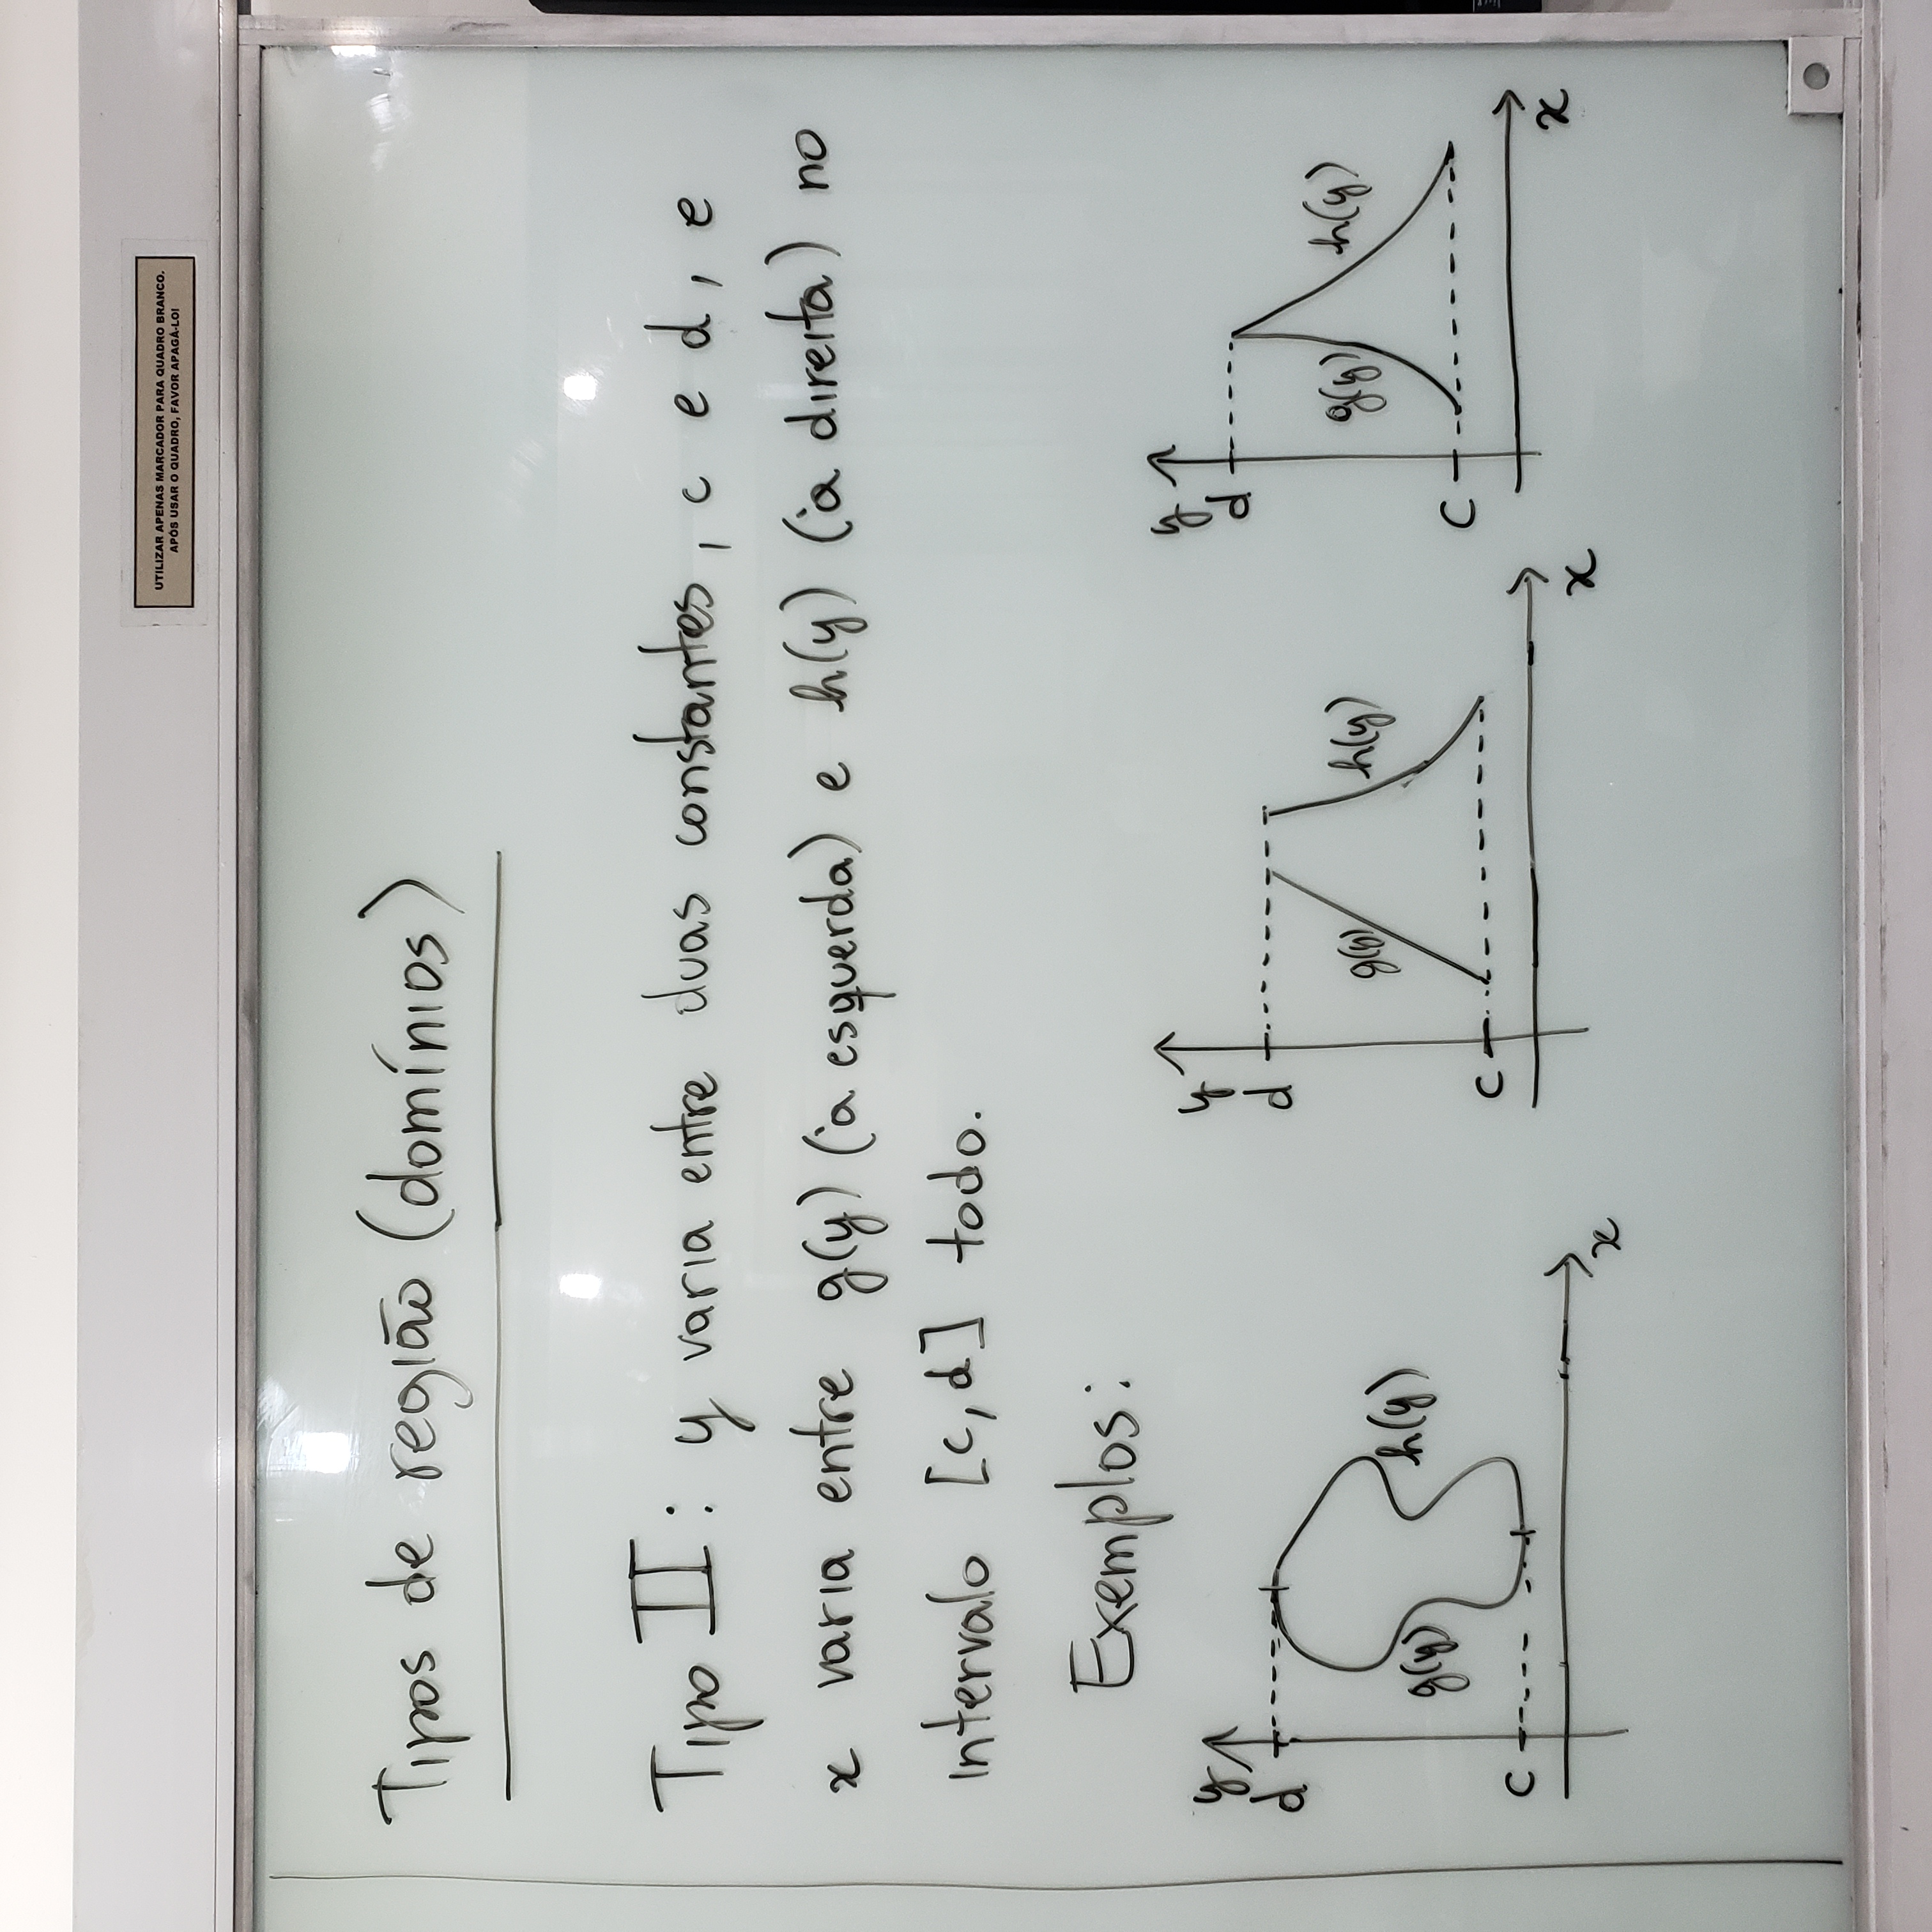 UTILIZAR APENAS MARCADOR PARA QUADRO BRANCO.
APÓS USAR O QUADRO, FAVOR APAGÁ-LO!
Tipos de região (domínios)
Tipo II: y varia entre duas constantes, c e d, e
x varia entre g(y) (à esquerda) e h(y) (à direita) no
intervalo [c,d] todo.
Exemplos:
y
d
g(y)
h(y)
c
x
y
d
g(y)
h(y)
c
x
y
d
g(y)
h(y)
c
x